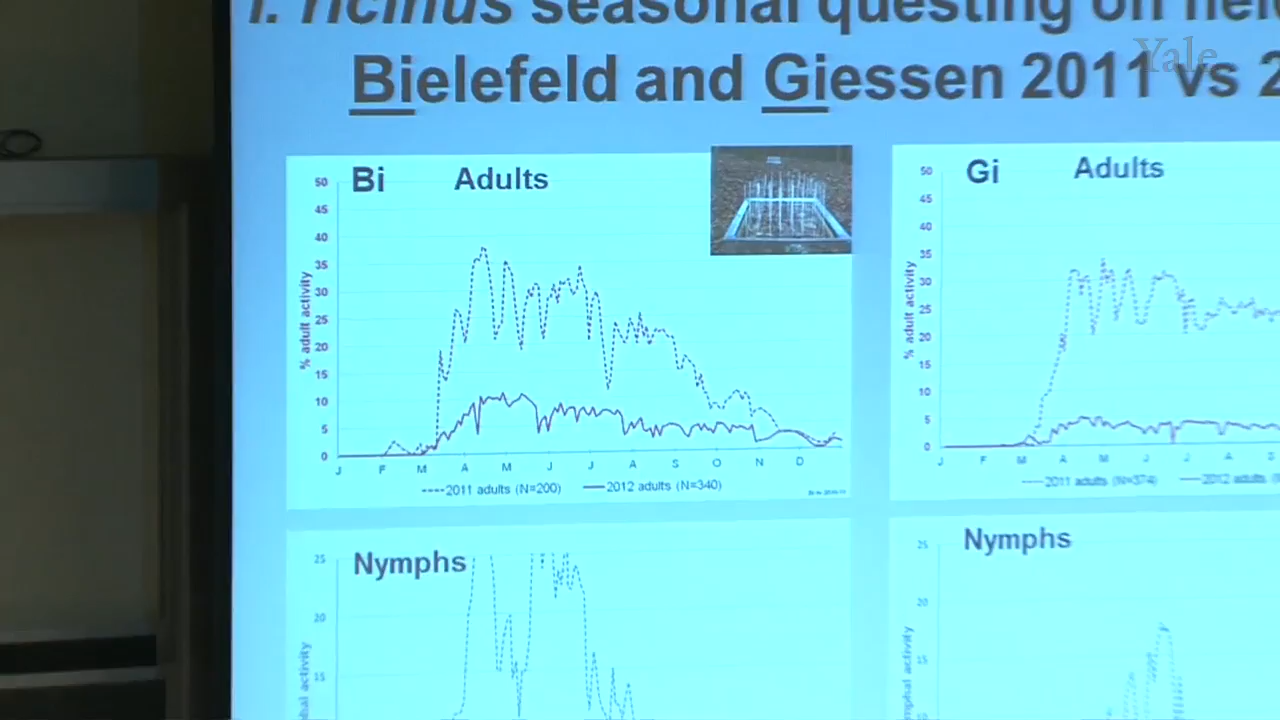 I. ricinus seasonal questing on
Bielefeld and Giessen 2011 vs
Yale
Bi Adults
50
45
40
35
30
25
20
15
10
5
0
% adult activity
J F M A M J J A S O N D
2011 adults (N=200) 2012 adults (N=340)
Gi Adults
50
45
40
35
30
25
20
15
10
5
0
% adult activity
J F M A M J J A S
2011 adults (N=374) 2012 adults
Nymphs
25
20
15
activity
Nymphs
25
20
15
activity